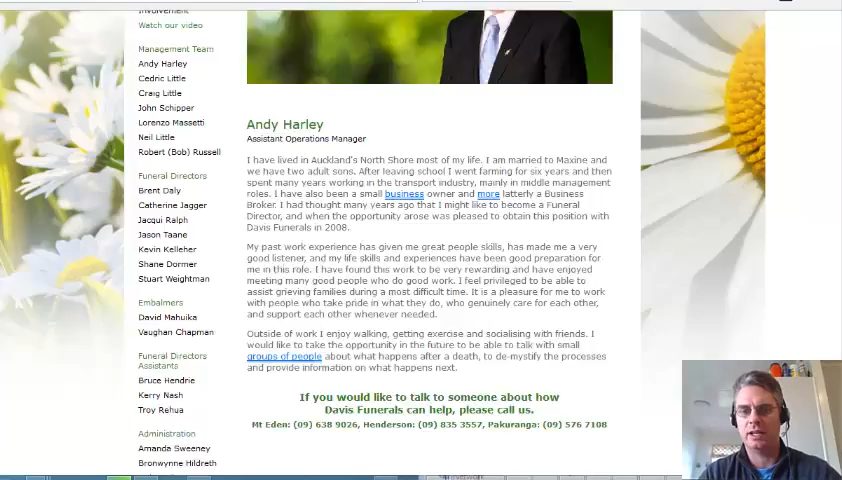 Involvement
Watch our video
Management Team
Andy Harley
Cedric Little
Craig Little
John Schipper
Lorenzo Massetti
Neil Little
Robert (Bob) Russell
Funeral Directors
Brent Daly
Catherine Jagger
Jacqui Ralph
Jason Taane
Kevin Kelleher
Shane Dormer
Stuart Weightman
Embalmers
David Mahuika
Vaughan Chapman
Funeral Directors
Assistants
Bruce Hendrie
Kerry Nash
Troy Rehua
Administration
Amanda Sweeney
Bronwynne Hildreth
Andy Harley
Assistant Operations Manager
I have lived in Auckland's North Shore most of my life. I am married to Maxine and
we have two adult sons. After leaving school I went farming for six years and then
spent many years working in the transport industry, mainly in middle management
roles. I have also been a small business owner and more latterly a Business
Broker. I had thought many years ago that I might like to become a Funeral
Director, and when the opportunity arose was pleased to obtain this position with
Davis Funerals in 2008.
My past work experience has given me great people skills, has made me a very
good listener, and my life skills and experiences have been good preparation for
me in this role. I have found this work to be very rewarding and have enjoyed
meeting many good people who do good work. I feel privileged to be able to
assist grieving families during a most difficult time. It is a pleasure for me to work
with people who take pride in what they do, who genuinely care for each other,
and support each other whenever needed.
Outside of work I enjoy walking, getting exercise and socialising with friends. I
would like to take the opportunity in the future to be able to talk with small
groups of people about what happens after a death, to de-mystify the processes
and provide information on what happens next.
If you would like to talk to someone about how
Davis Funerals can help, please call us.
Mt Eden: (09) 638 9026, Henderson: (09) 835 3557, Pakuranga: (09) 576 7108